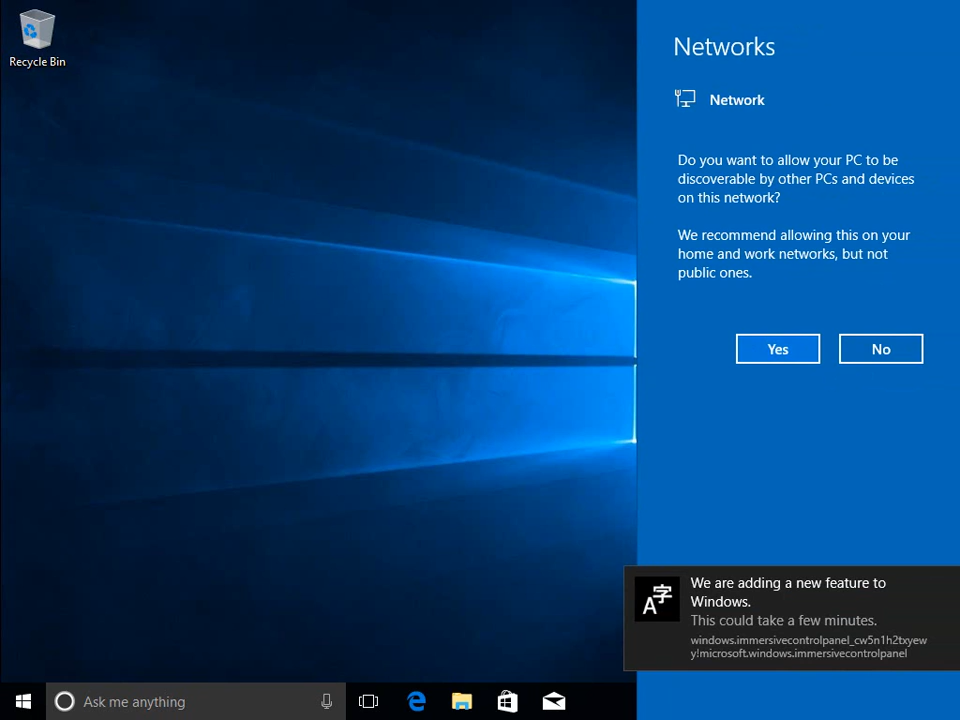 Recycle Bin
Networks
Network
Do you want to allow your PC to be
discoverable by other PCs and devices
on this network?
We recommend allowing this on your
home and work networks, but not
public ones.
Yes
No
A字
We are adding a new feature to
Windows.
This could take a few minutes.
windows.immersivecontrolpanel_cw5n1h2txyew
y!microsoft.windows.immersivecontrolpanel
Ask me anything